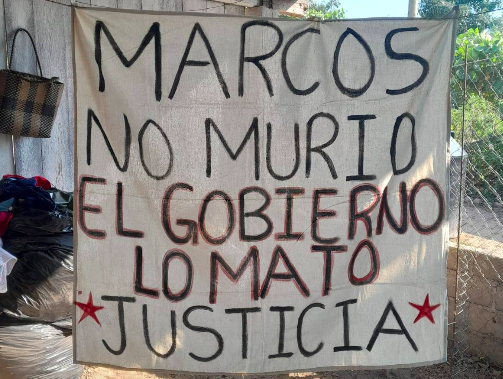 MARCOS
NO MURIO
EL GOBIERNO
LO MATO
JUSTICIA